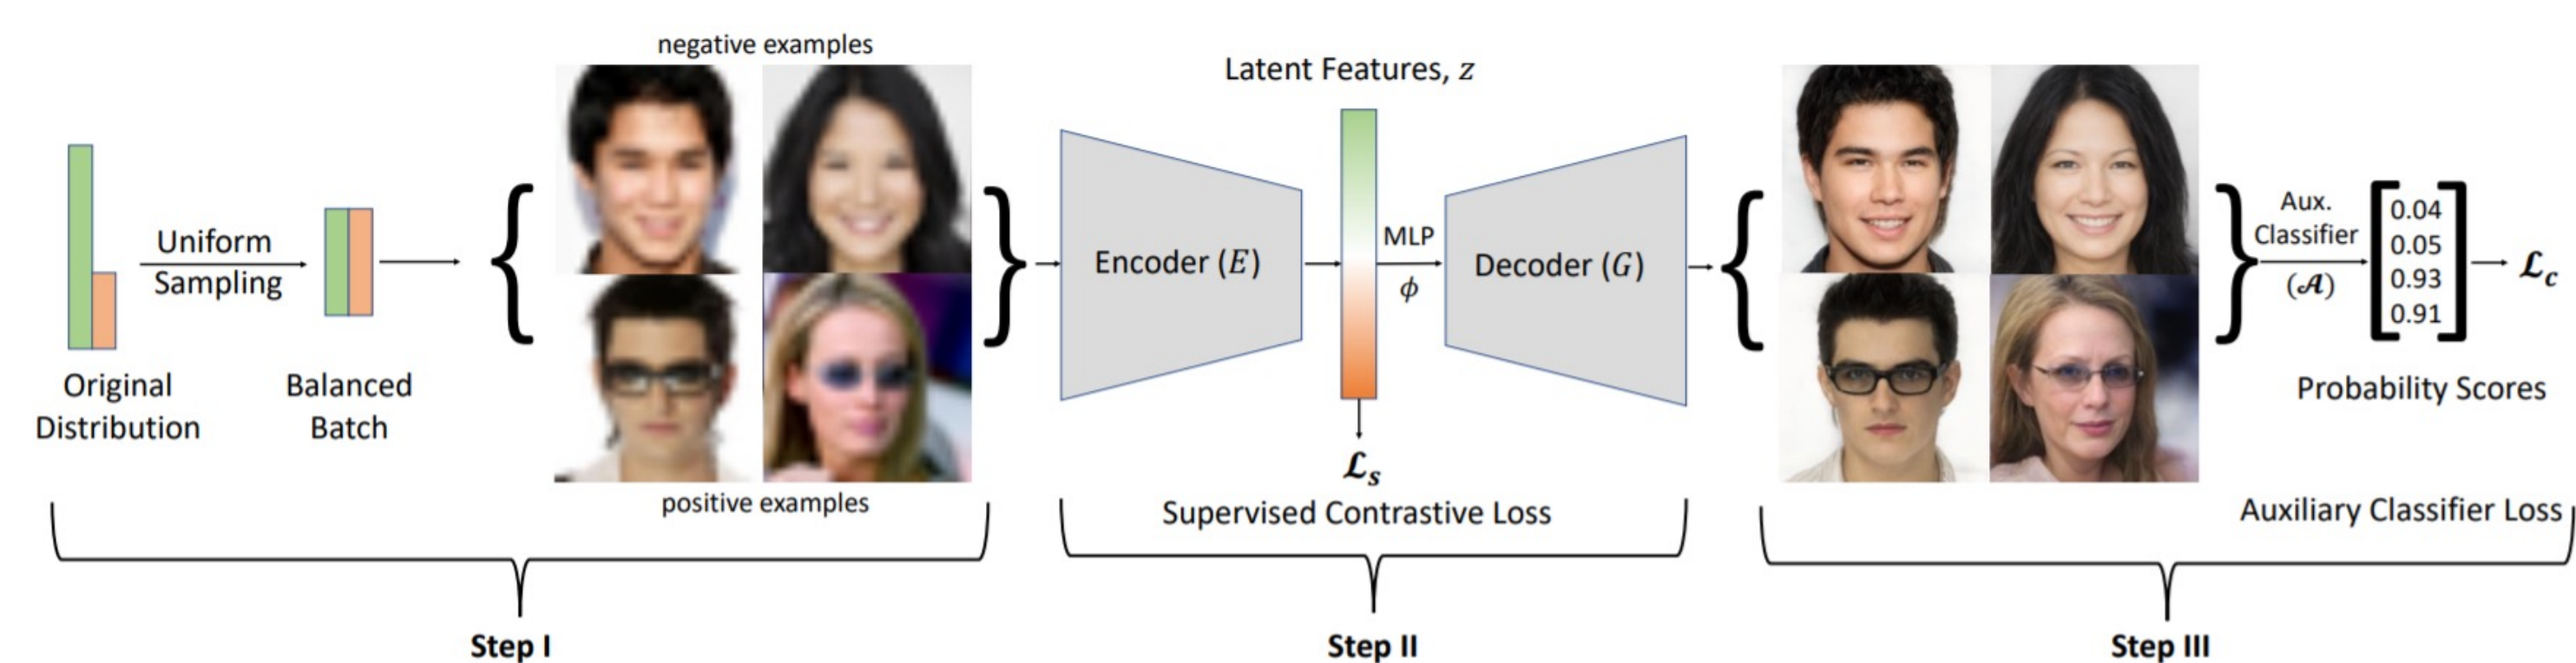 negative examples
Uniform
Sampling
Original
Distribution
Balanced
Batch
positive examples
Step I
Latent Features, z
Encoder (E)
MLP
ϕ
Decoder (G)
𝓛s
Supervised Contrastive Loss
Step II
Aux.
Classifier
(𝒜)
0.04
0.05
0.93
0.91
𝓛c
Probability Scores
Auxiliary Classifier Loss
Step III